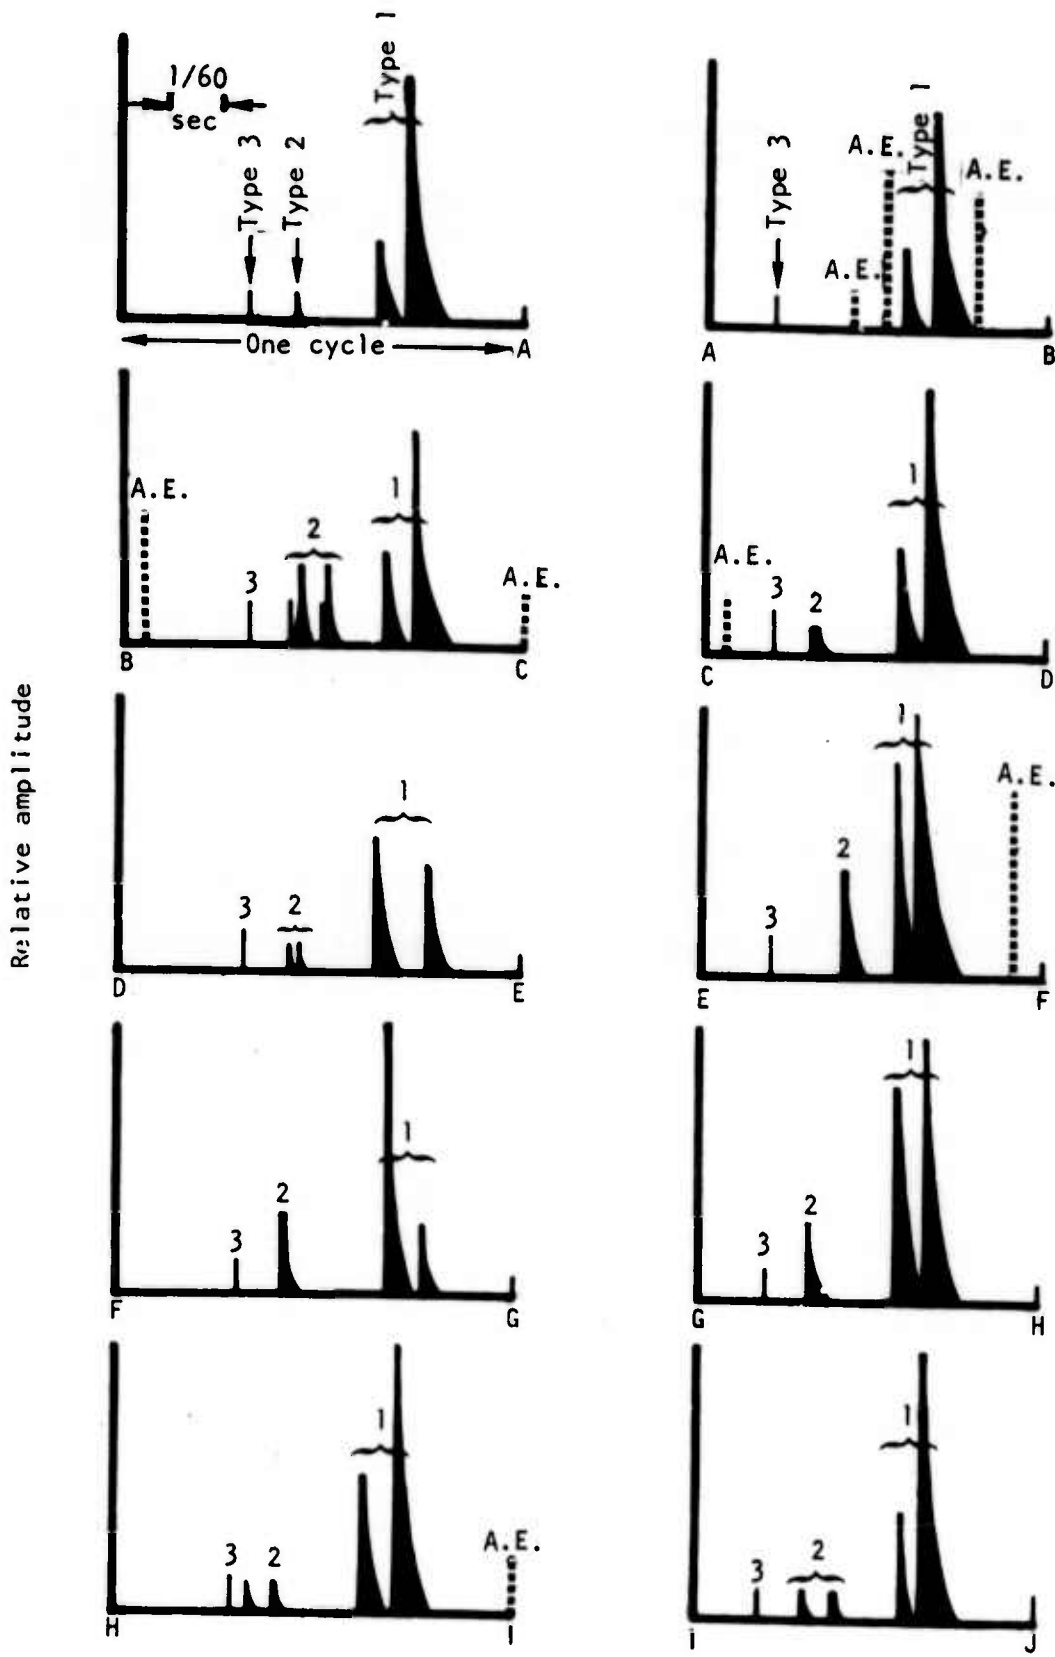 Relative amplitude
1/60
sec
Type 3
Type 2
Type 1
One cycle
A
Type 3
A.E.
A.E.
Type 1
A.E.
A
B
A.E.
3
2
1
A.E.
B
C
A.E.
3
2
1
C
D
3
2
1
D
E
3
2
1
A.E.
E
F
3
2
1
F
G
3
2
1
G
H
3
2
1
A.E.
H
I
3
2
1
I
J